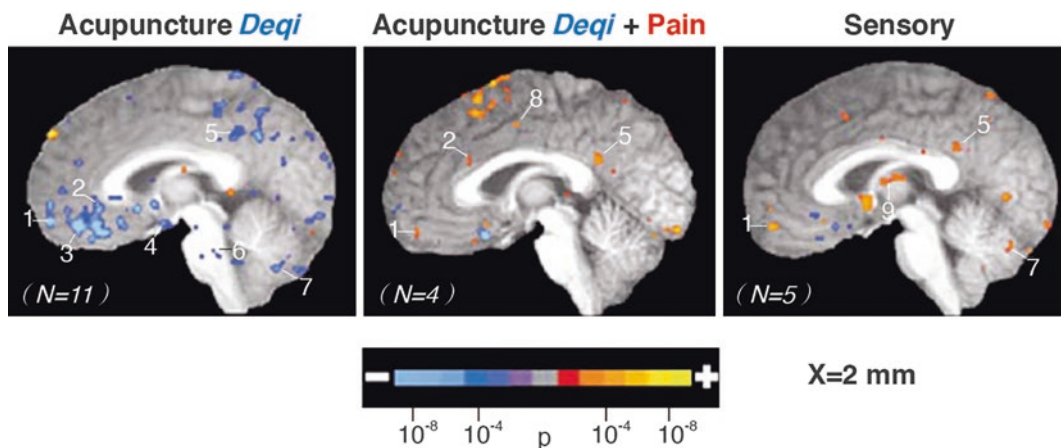 Acupuncture Deqi
Acupuncture Deqi + Pain
Sensory
5
2
1
3
4
6
7
(N=11)
8
2
5
1
(N=4)
5
9
1
7
(N=5)
− +
10-8 10-4 p 10-4 10-8
X=2 mm